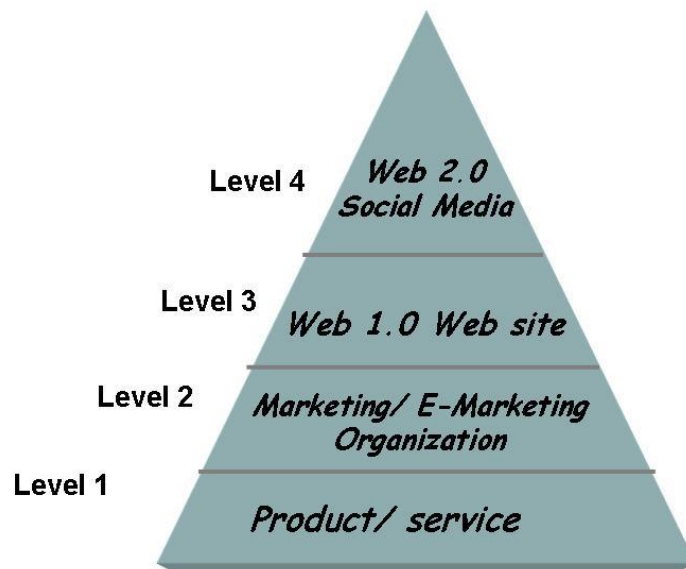 Level 4
Web 2.0
Social Media
Level 3
Web 1.0 Web site
Level 2
Marketing/ E-Marketing
Organization
Level 1
Product/ service